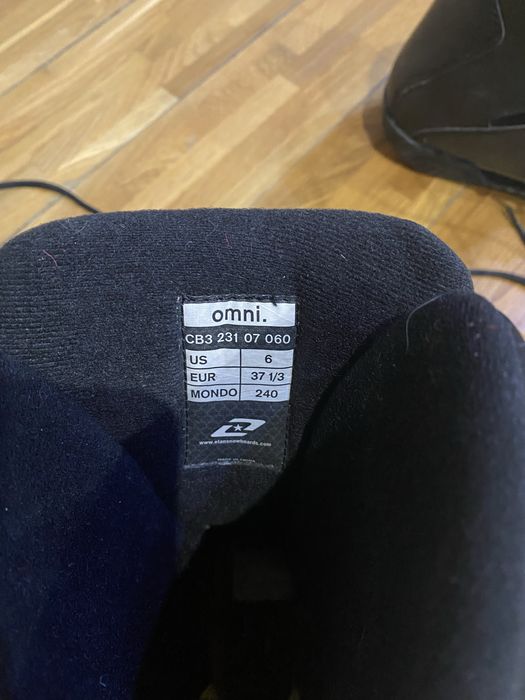 omni.
CB3 231 07 060
US 6
EUR 37 1/3
MONDO 240
www.elansnowboards.com
MADE IN CHINA